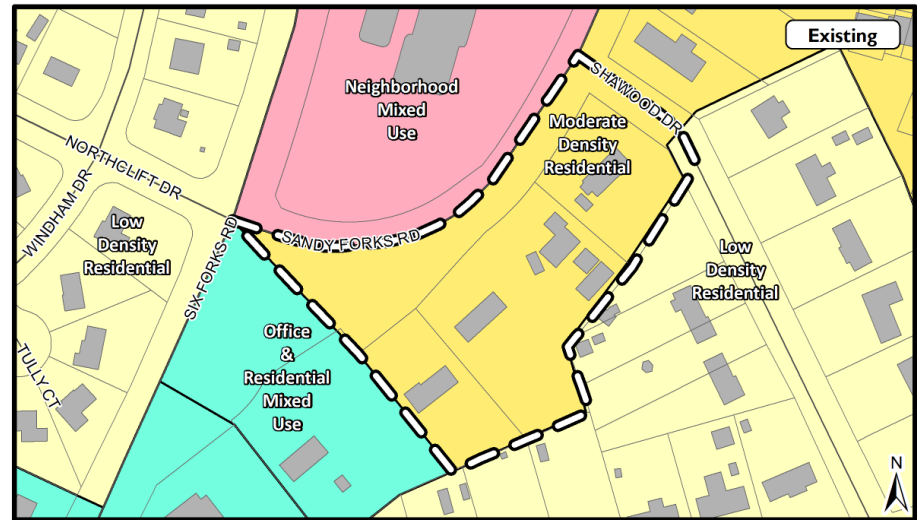 Existing
Neighborhood
Mixed
Use
SHAWOOD DR
Moderate
Density
Residential
NORTHCLIFT DR
WINDHAM DR
Low
Density
Residential
SIX FORKS RD
SANDY FORKS RD
Low
Density
Residential
Office
&
Residential
Mixed
Use
TULLY CT
N